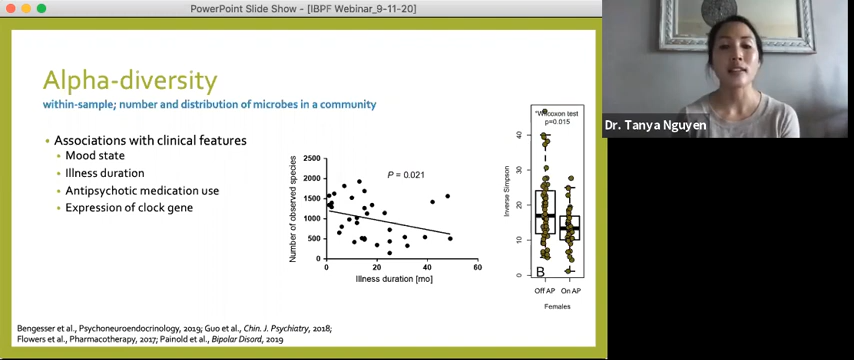 PowerPoint Slide Show - [IBPF Webinar_9-11-20]
Alpha-diversity
within-sample; number and distribution of microbes in a community
• Associations with clinical features
• Mood state
• Illness duration
• Antipsychotic medication use
• Expression of clock gene
Number of observed species
2500
2000
1500
1000
500
0
P = 0.021
0
20
40
60
Illness duration [mo]
*Wilcoxon test
p=0.015
Inverse Simpson
40
30
20
10
0
B
Off AP
On AP
Females
Bengesser et al., Psychoneuroendocrinology, 2019; Guo et al., Chin. J. Psychiatry, 2018;
Flowers et al., Pharmacotherapy, 2017; Painold et al., Bipolar Disord, 2019
Dr. Tanya Nguyen